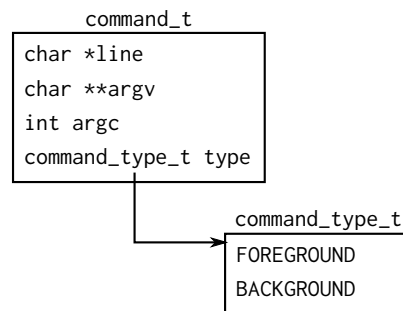 command_t
char *line
char **argv
int argc
command_type_t type
command_type_t
FOREGROUND
BACKGROUND